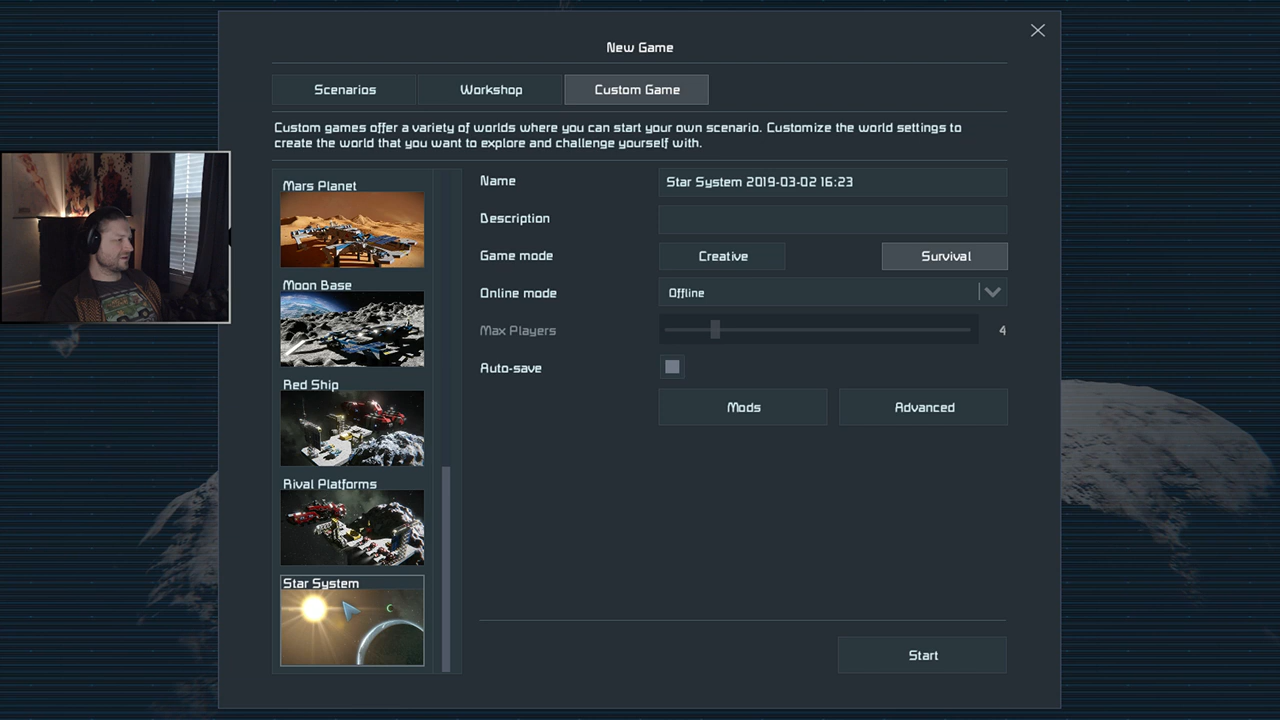 New Game
Scenarios
Workshop
Custom Game
Custom games offer a variety of worlds where you can start your own scenario. Customize the world settings to
create the world that you want to explore and challenge yourself with.
Mars Planet
Moon Base
Red Ship
Rival Platforms
Star System
Name
Star System 2019-03-02 16:23
Description
Game mode
Creative
Survival
Online mode
Offline
Max Players
4
Auto-save
Mods
Advanced
Start